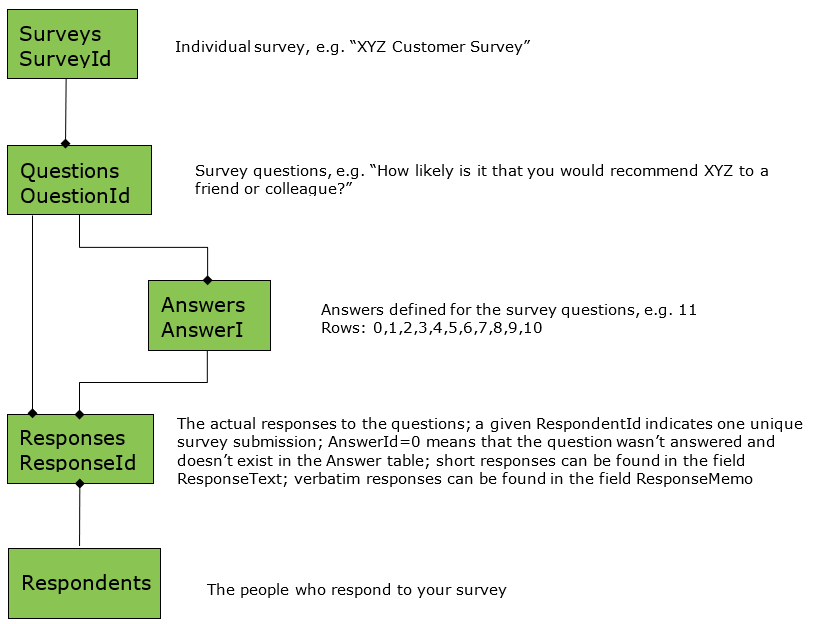 Surveys
SurveyId
Individual survey, e.g. “XYZ Customer Survey”
Questions
OuestionId
Survey questions, e.g. “How likely is it that you would recommend XYZ to a
friend or colleague?”
Answers
AnswerI
Answers defined for the survey questions, e.g. 11
Rows: 0,1,2,3,4,5,6,7,8,9,10
Responses
ResponseId
The actual responses to the questions; a given RespondentId indicates one unique
survey submission; AnswerId=0 means that the question wasn’t answered and
doesn’t exist in the Answer table; short responses can be found in the field
ResponseText; verbatim responses can be found in the field ResponseMemo
Respondents
The people who respond to your survey